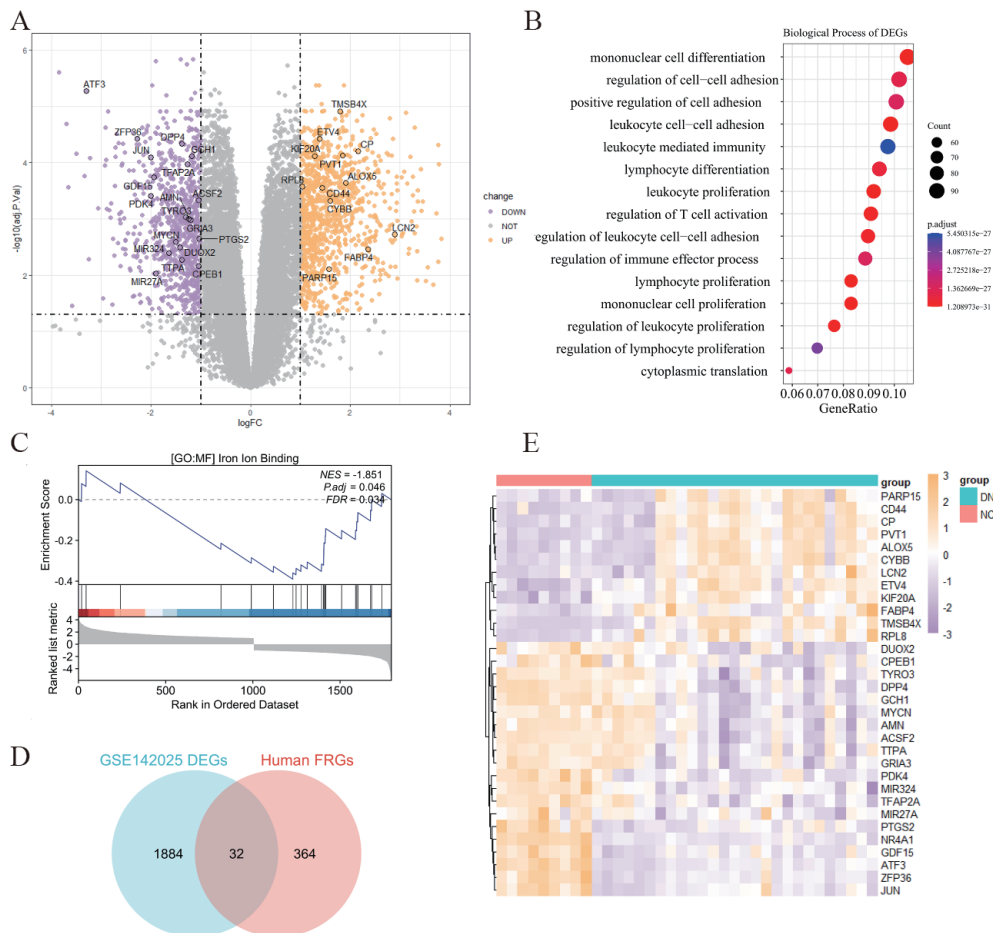 A
6
4
2
0
-log10(adj.P.Val)
-4
-2
0
2
4
logFC
ATF3
ZFP36
DPP4
JUN
GCH1
TFAP2A
GDF15
AMN
ACSF2
PDK4
TYRO3
GRIA3
MYCN
PTGS2
MIR324
DUOX2
TTPA
CPEB1
MIR27A
TMSB4X
ETV4
KIF20A
CP
PVT1
RPL8
ALOX5
CD44
CYBB
LCN2
FABP4
PARP15
change
DOWN
NOT
UP
B
Biological Process of DEGs
mononuclear cell differentiation
regulation of cell−cell adhesion
positive regulation of cell adhesion
leukocyte cell−cell adhesion
leukocyte mediated immunity
lymphocyte differentiation
leukocyte proliferation
regulation of T cell activation
regulation of leukocyte cell−cell adhesion
regulation of immune effector process
lymphocyte proliferation
mononuclear cell proliferation
regulation of leukocyte proliferation
regulation of lymphocyte proliferation
cytoplasmic translation
0.06 0.07 0.08 0.09 0.10
GeneRatio
Count
60
70
80
90
p.adjust
5.450315e−27
4.087767e−27
2.725218e−27
1.362669e−27
1.208973e−31
C
[GO:MF] Iron Ion Binding
NES = -1.851
P.adj = 0.046
FDR = 0.034
Enrichment Score
0.0
-0.2
-0.4
Ranked list metric
4
2
0
-2
-4
0
500
1000
1500
Rank in Ordered Dataset
D
GSE142025 DEGs
Human FRGs
1884
32
364
E
group
PARP15
CD44
CP
PVT1
ALOX5
CYBB
LCN2
ETV4
KIF20A
FABP4
TMSB4X
RPL8
DUOX2
CPEB1
TYRO3
DPP4
GCH1
MYCN
AMN
ACSF2
TTPA
GRIA3
PDK4
MIR324
TFAP2A
MIR27A
PTGS2
NR4A1
GDF15
ATF3
ZFP36
JUN
3
2
1
0
-1
-2
-3
group
DN
NC